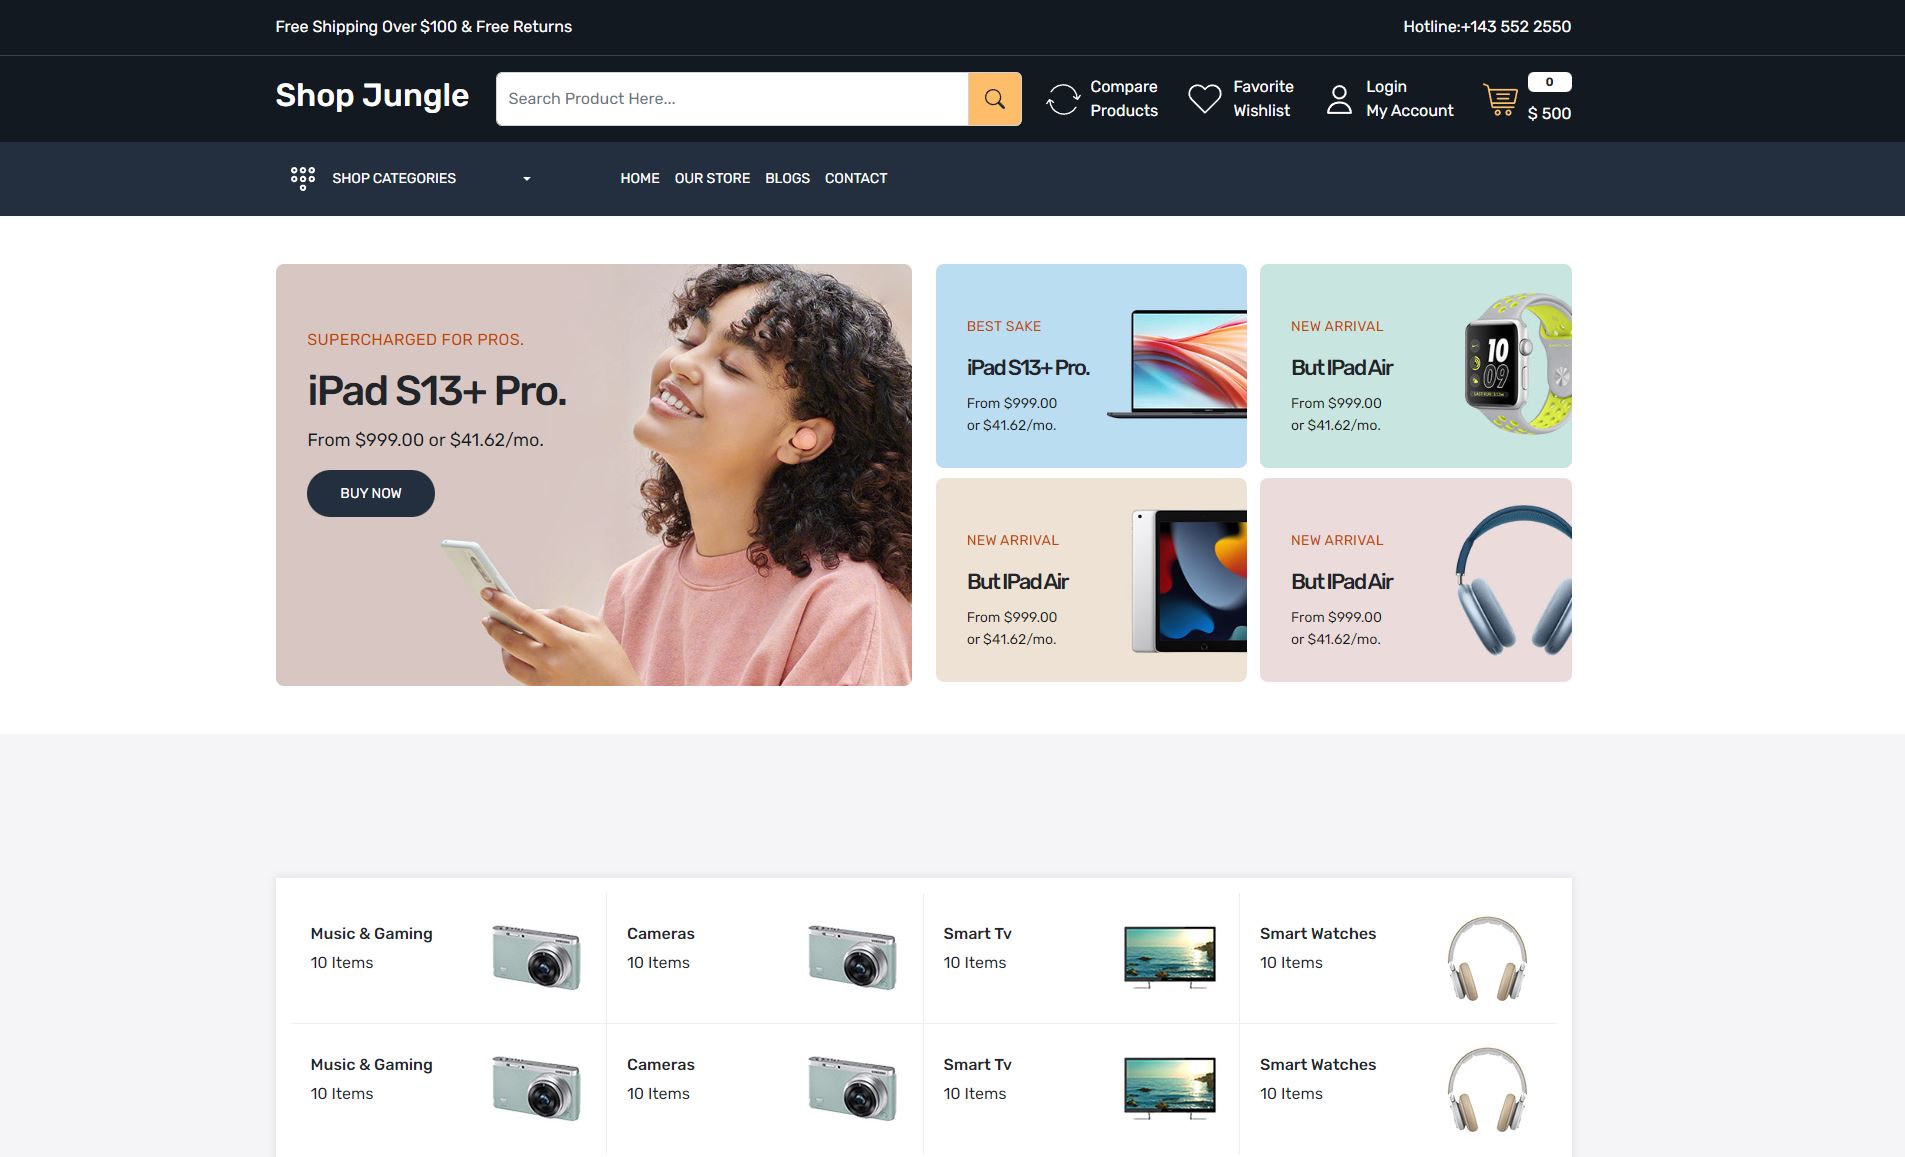 Free Shipping Over $100 & Free Returns
Hotline:+143 552 2550
Shop Jungle
Search Product Here...
Compare
Products
Favorite
Wishlist
Login
My Account
0
$ 500
SHOP CATEGORIES
HOME OUR STORE BLOGS CONTACT
SUPERCHARGED FOR PROS.
iPad S13+ Pro.
From $999.00 or $41.62/mo.
BUY NOW
BEST SAKE
iPad S13+ Pro.
From $999.00
or $41.62/mo.
NEW ARRIVAL
But IPad Air
From $999.00
or $41.62/mo.
10
09
NEW ARRIVAL
But IPad Air
From $999.00
or $41.62/mo.
NEW ARRIVAL
But IPad Air
From $999.00
or $41.62/mo.
Music & Gaming
10 Items
Cameras
10 Items
Smart Tv
10 Items
Smart Watches
10 Items
Music & Gaming
10 Items
Cameras
10 Items
Smart Tv
10 Items
Smart Watches
10 Items